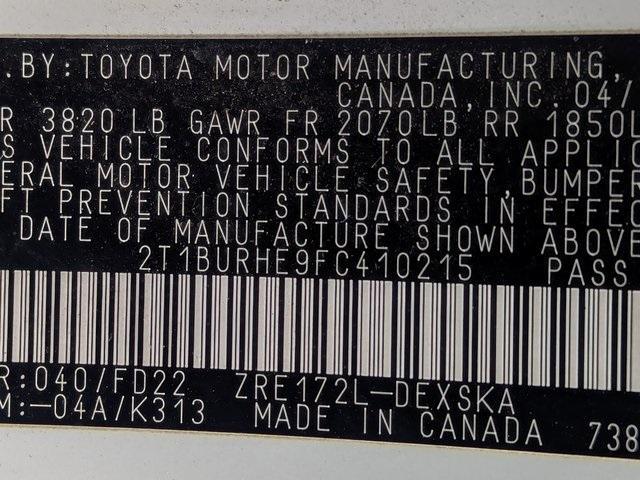 . BY: TOYOTA MOTOR MANUFACTURING,
CANADA, INC. 04/
R 3820 LB GAWR FR 2070LB RR 1850L
S VEHICLE CONFORMS TO ALL APPLIC
ERAL MOTOR VEHICLE SAFETY, BUMPER
FT PREVENTION STANDARDS IN EFFEC
DATE OF MANUFACTURE SHOWN ABOVE
2T1BURHE9FC410215 PASS
R: 040/FD22 ZRE172L-DEXSKA
M:-04A/K313 MADE IN CANADA 738